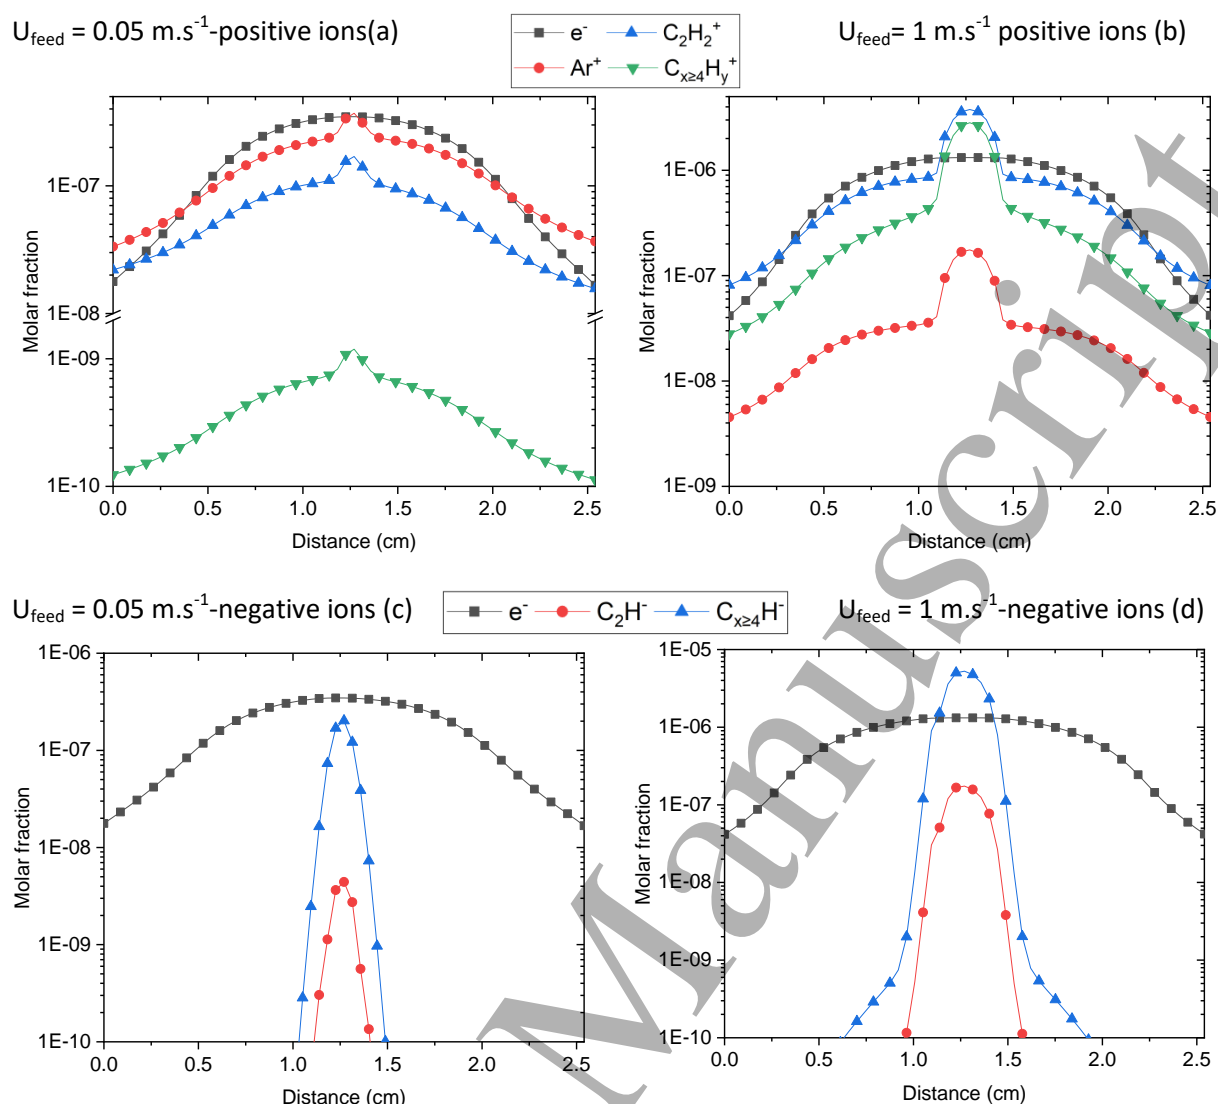 U_feed = 0.05 m.s⁻¹-positive ions(a)
e⁻ C₂H₂⁺
Ar⁺ Cₓ≥₄H_y⁺
U_feed= 1 m.s⁻¹ positive ions (b)
1E-07
1E-08
1E-09
1E-10
Molar fraction
0.0 0.5 1.0 1.5 2.0 2.5
Distance (cm)
1E-06
1E-07
1E-08
1E-09
Molar fraction
0.0 0.5 1.0 1.5 2.0 2.5
Distance (cm)
U_feed = 0.05 m.s⁻¹-negative ions (c)
e⁻ C₂H⁻ Cₓ≥₄H⁻
U_feed = 1 m.s⁻¹-negative ions (d)
1E-06
1E-07
1E-08
1E-09
1E-10
Molar fraction
0.0 0.5 1.0 1.5 2.0 2.5
Distance (cm)
1E-05
1E-06
1E-07
1E-08
1E-09
1E-10
Molar fraction
0.0 0.5 1.0 1.5 2.0 2.5
Distance (cm)
Manuscript